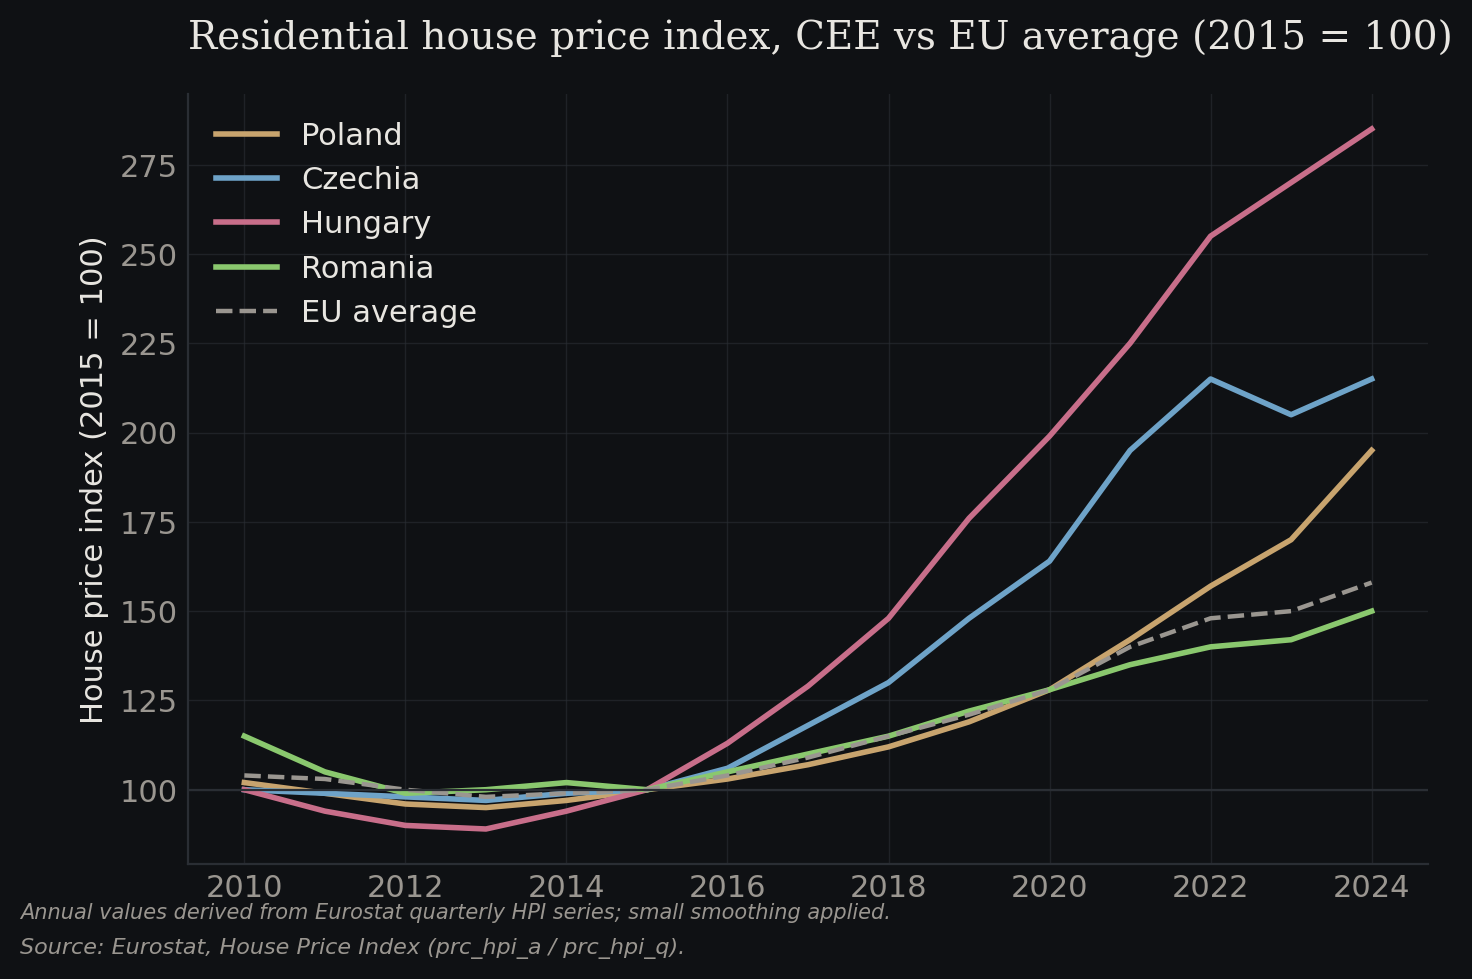 Residential house price index, CEE vs EU average (2015 = 100)
Poland
Czechia
Hungary
Romania
EU average
House price index (2015 = 100)
275
250
225
200
175
150
125
100
2010 2012 2014 2016 2018 2020 2022 2024
Annual values derived from Eurostat quarterly HPI series; small smoothing applied.
Source: Eurostat, House Price Index (prc_hpi_a / prc_hpi_q).